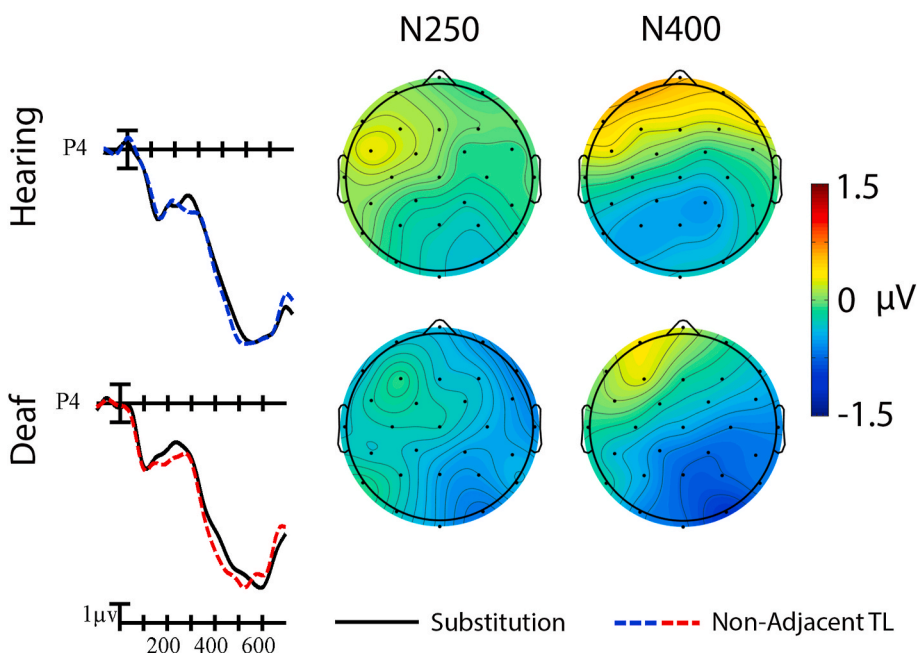 N250 N400
Hearing
P4
1.5
0 μV
-1.5
Deaf
P4
1μv
200 400 600
Substitution
Non-Adjacent TL